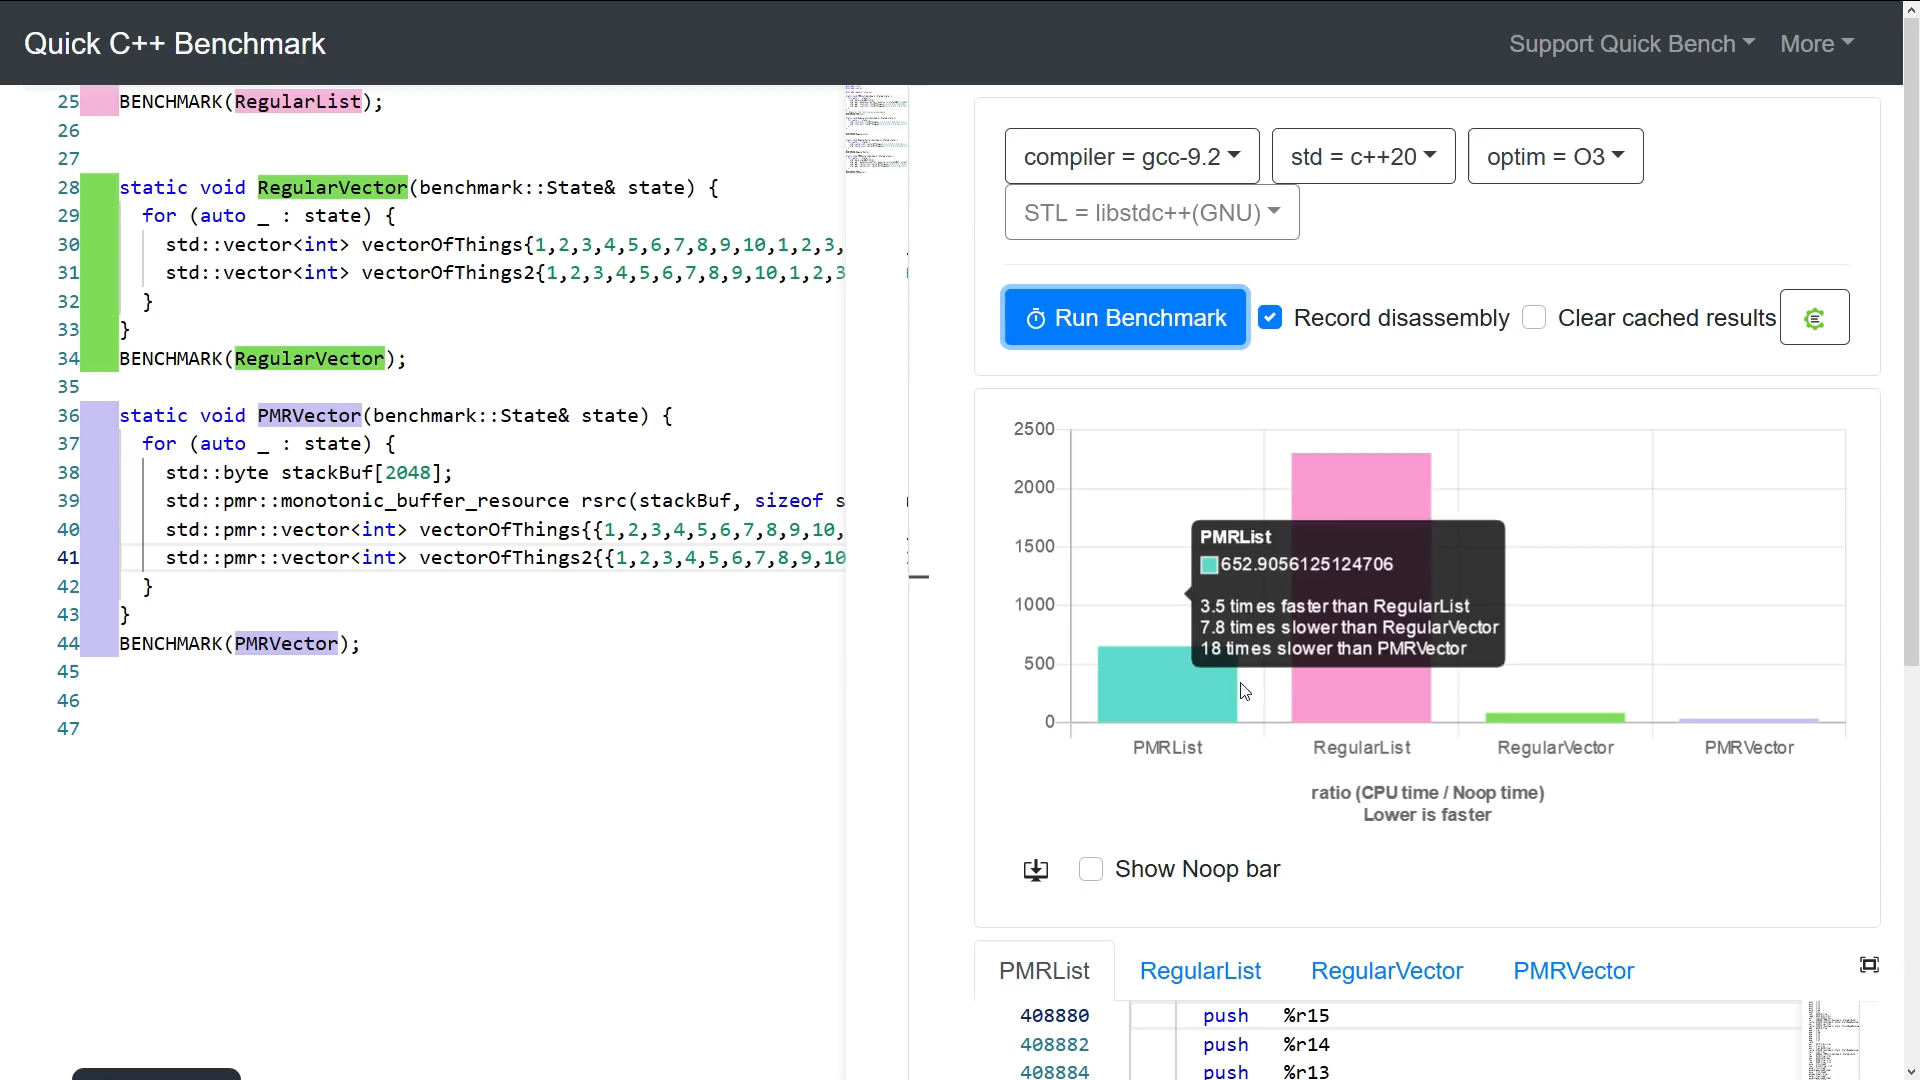 Quick C++ Benchmark
Support Quick Bench
More
25 BENCHMARK(RegularList);
26
27
28 static void RegularVector(benchmark::State& state) {
29 for (auto _ : state) {
30 std::vector<int> vectorOfThings{1,2,3,4,5,6,7,8,9,10,1,2,3,
31 std::vector<int> vectorOfThings2{1,2,3,4,5,6,7,8,9,10,1,2,3
32 }
33 }
34 BENCHMARK(RegularVector);
35
36 static void PMRVector(benchmark::State& state) {
37 for (auto _ : state) {
38 std::byte stackBuf[2048];
39 std::pmr::monotonic_buffer_resource rsrc(stackBuf, sizeof s
40 std::pmr::vector<int> vectorOfThings{{1,2,3,4,5,6,7,8,9,10,
41 std::pmr::vector<int> vectorOfThings2{{1,2,3,4,5,6,7,8,9,10
42 }
43 }
44 BENCHMARK(PMRVector);
45
46
47
compiler = gcc-9.2
std = c++20
optim = O3
STL = libstdc++(GNU)
Run Benchmark
Record disassembly
Clear cached results
2500
2000
1500
1000
500
0
PMRList
652.9056125124706
3.5 times faster than RegularList
7.8 times slower than RegularVector
18 times slower than PMRVector
PMRList
RegularList
RegularVector
PMRVector
ratio (CPU time / Noop time)
Lower is faster
Show Noop bar
PMRList
RegularList
RegularVector
PMRVector
408880 push %r15
408882 push %r14
408884 push %r13